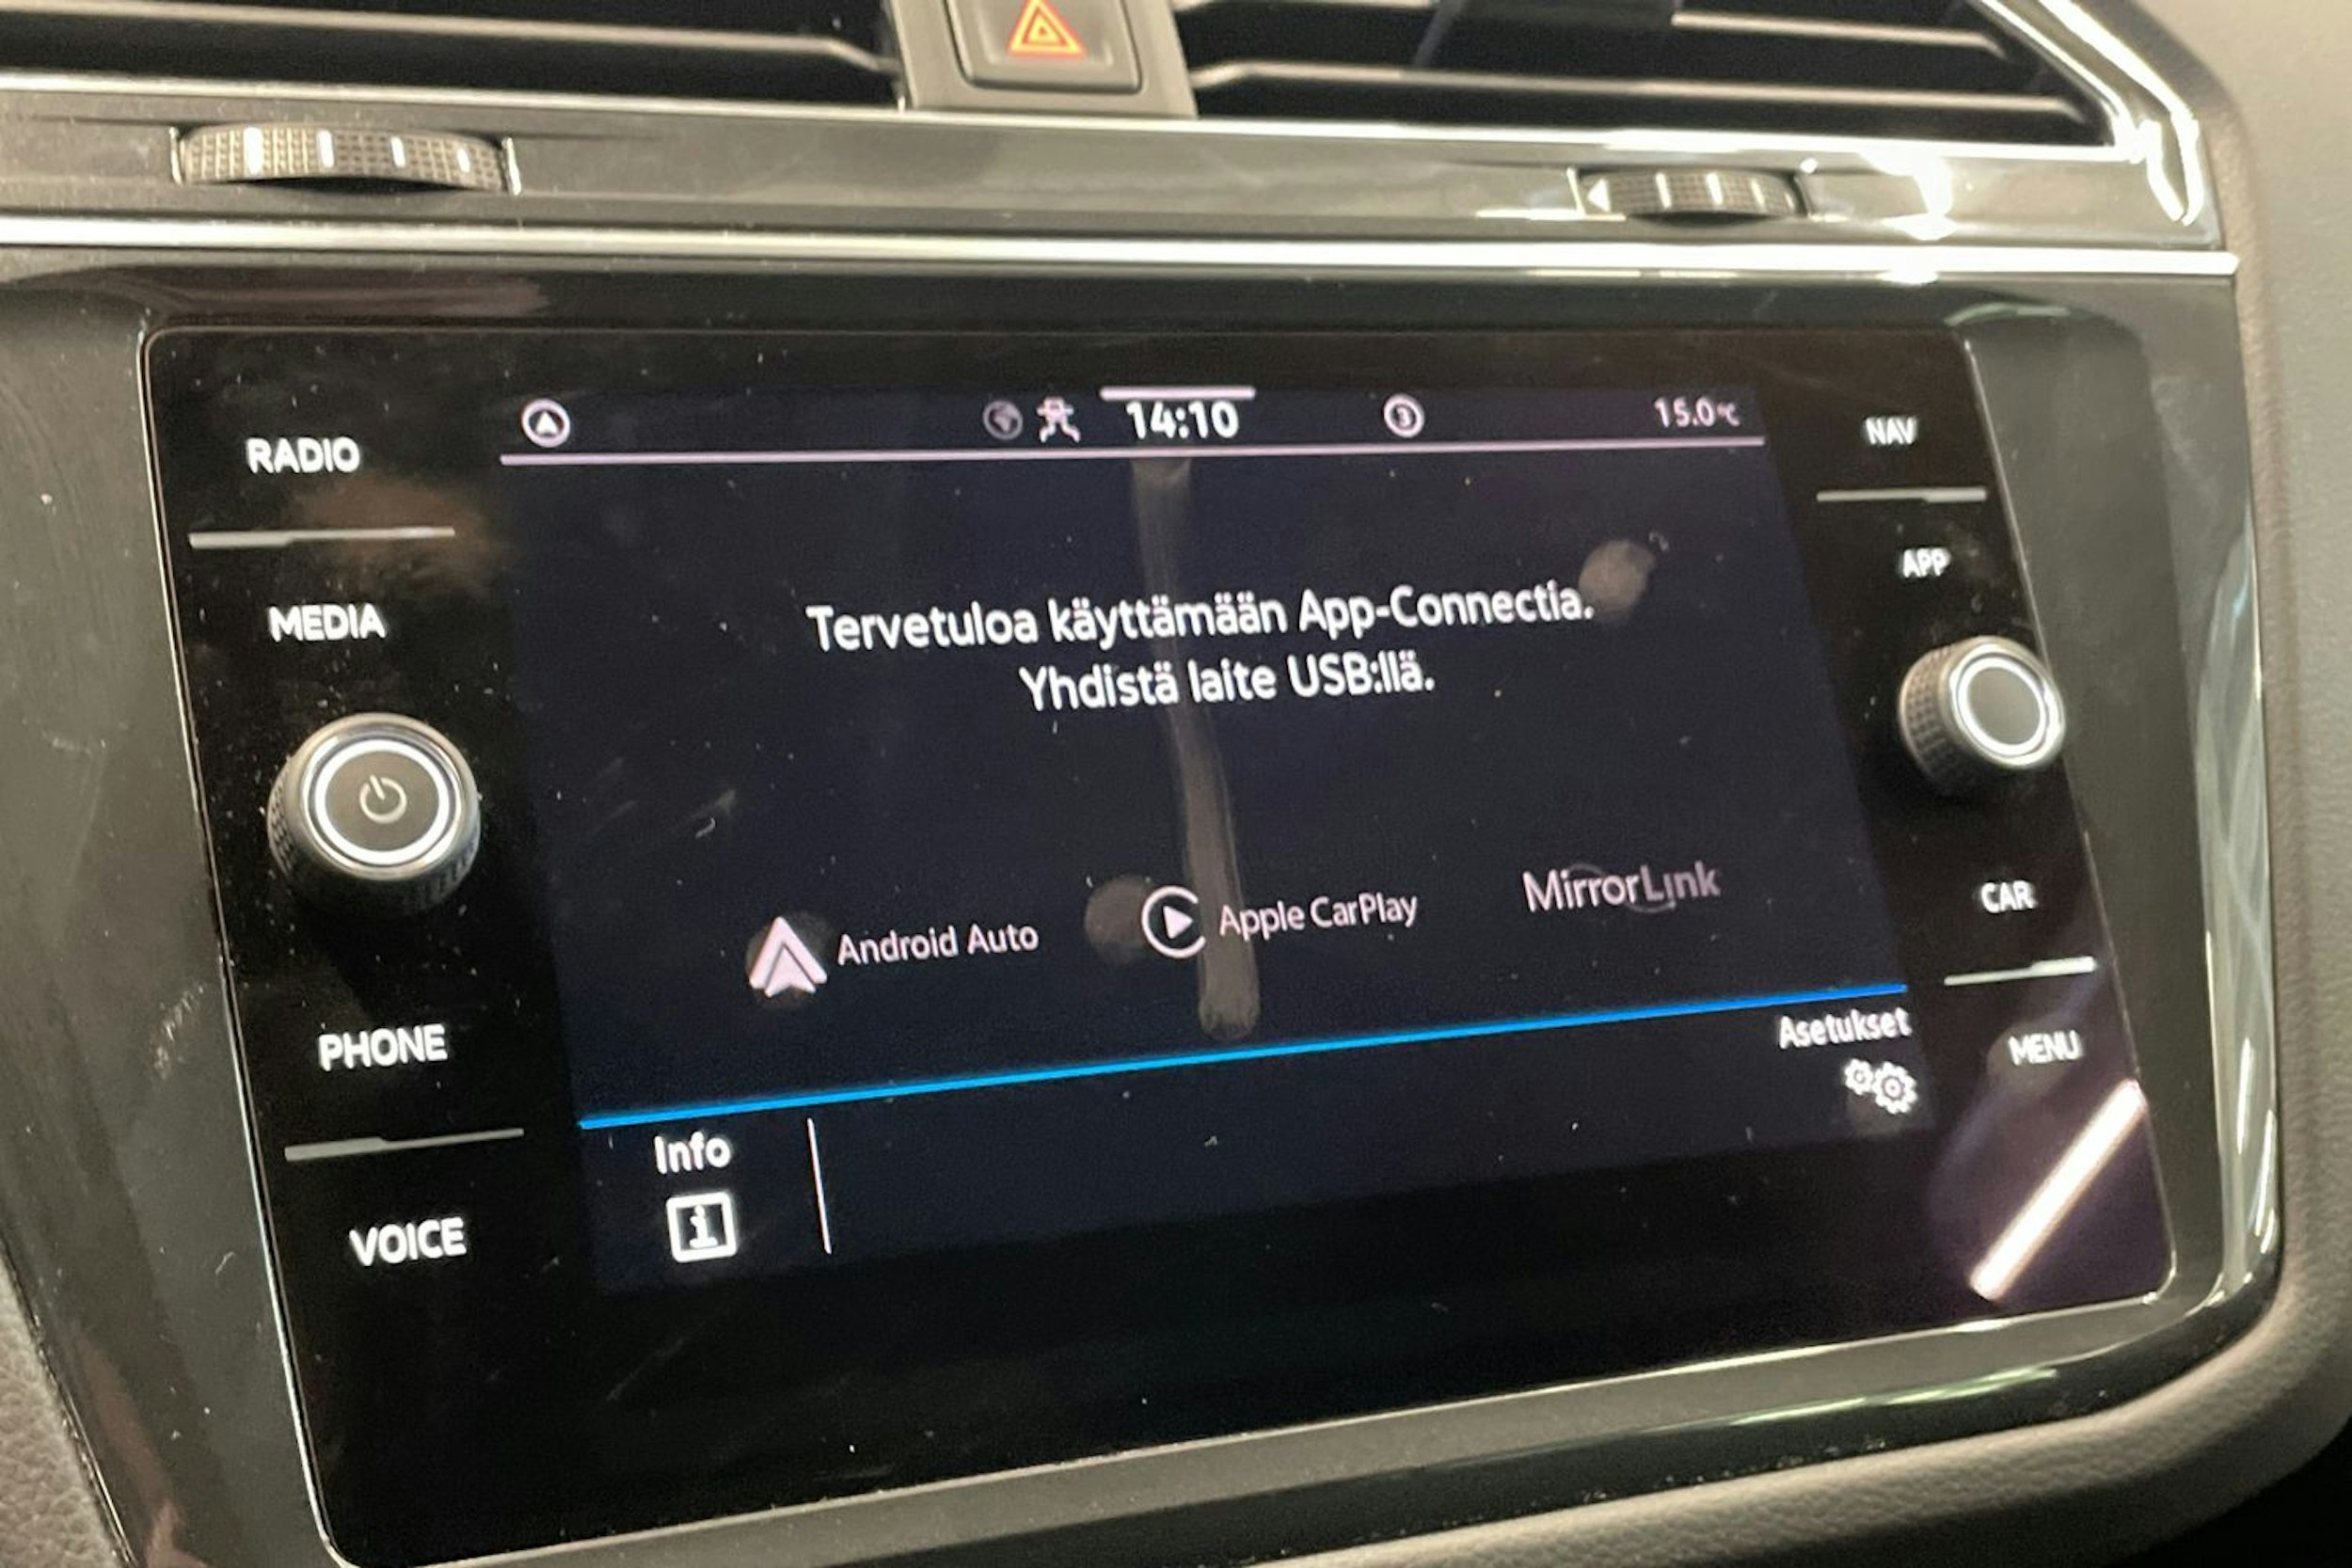 RADIO
MEDIA
PHONE
VOICE
14:10
3
15.0°C
Tervetuloa käyttämään App-Connectia.
Yhdistä laite USB:llä.
Android Auto
Apple CarPlay
MirrorLink
Info
i
Asetukset
NAV
APP
CAR
MENU